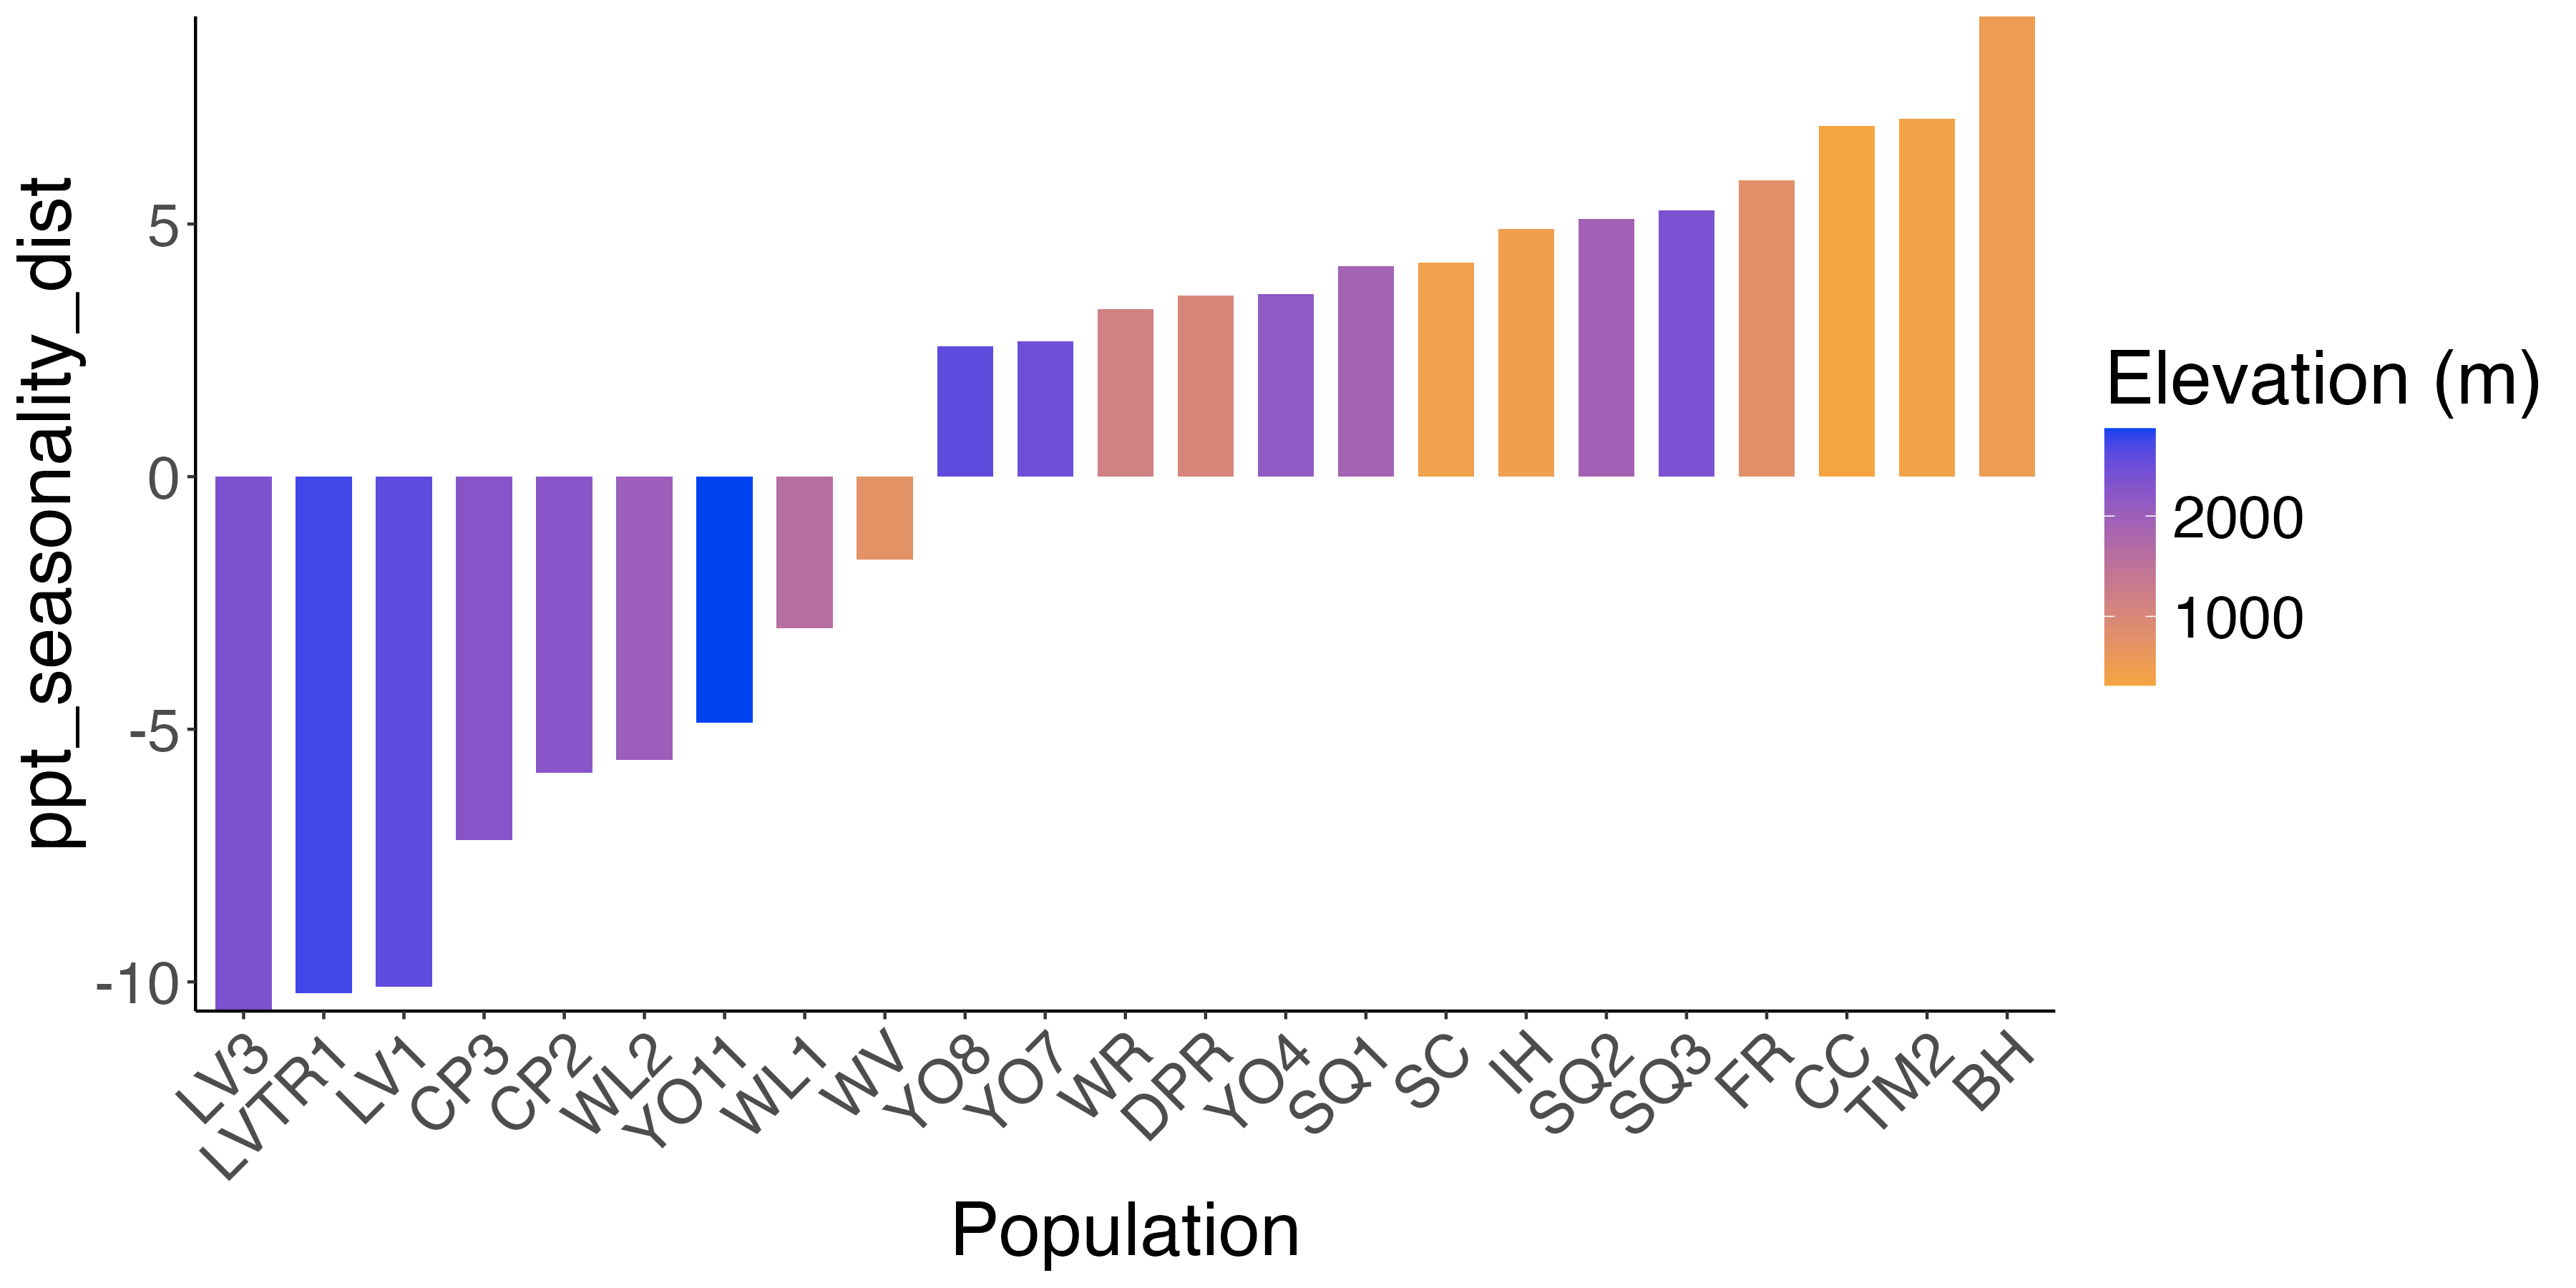 ppt_seasonality_dist
5
0
-5
-10
LV3
LVTR1
LV1
CP3
CP2
WL2
YO11
WL1
WV
YO8
YO7
WR
DPR
YO4
SQ1
SC
IH
SQ2
SQ3
FR
CC
TM2
BH
Population
Elevation (m)
2000
1000